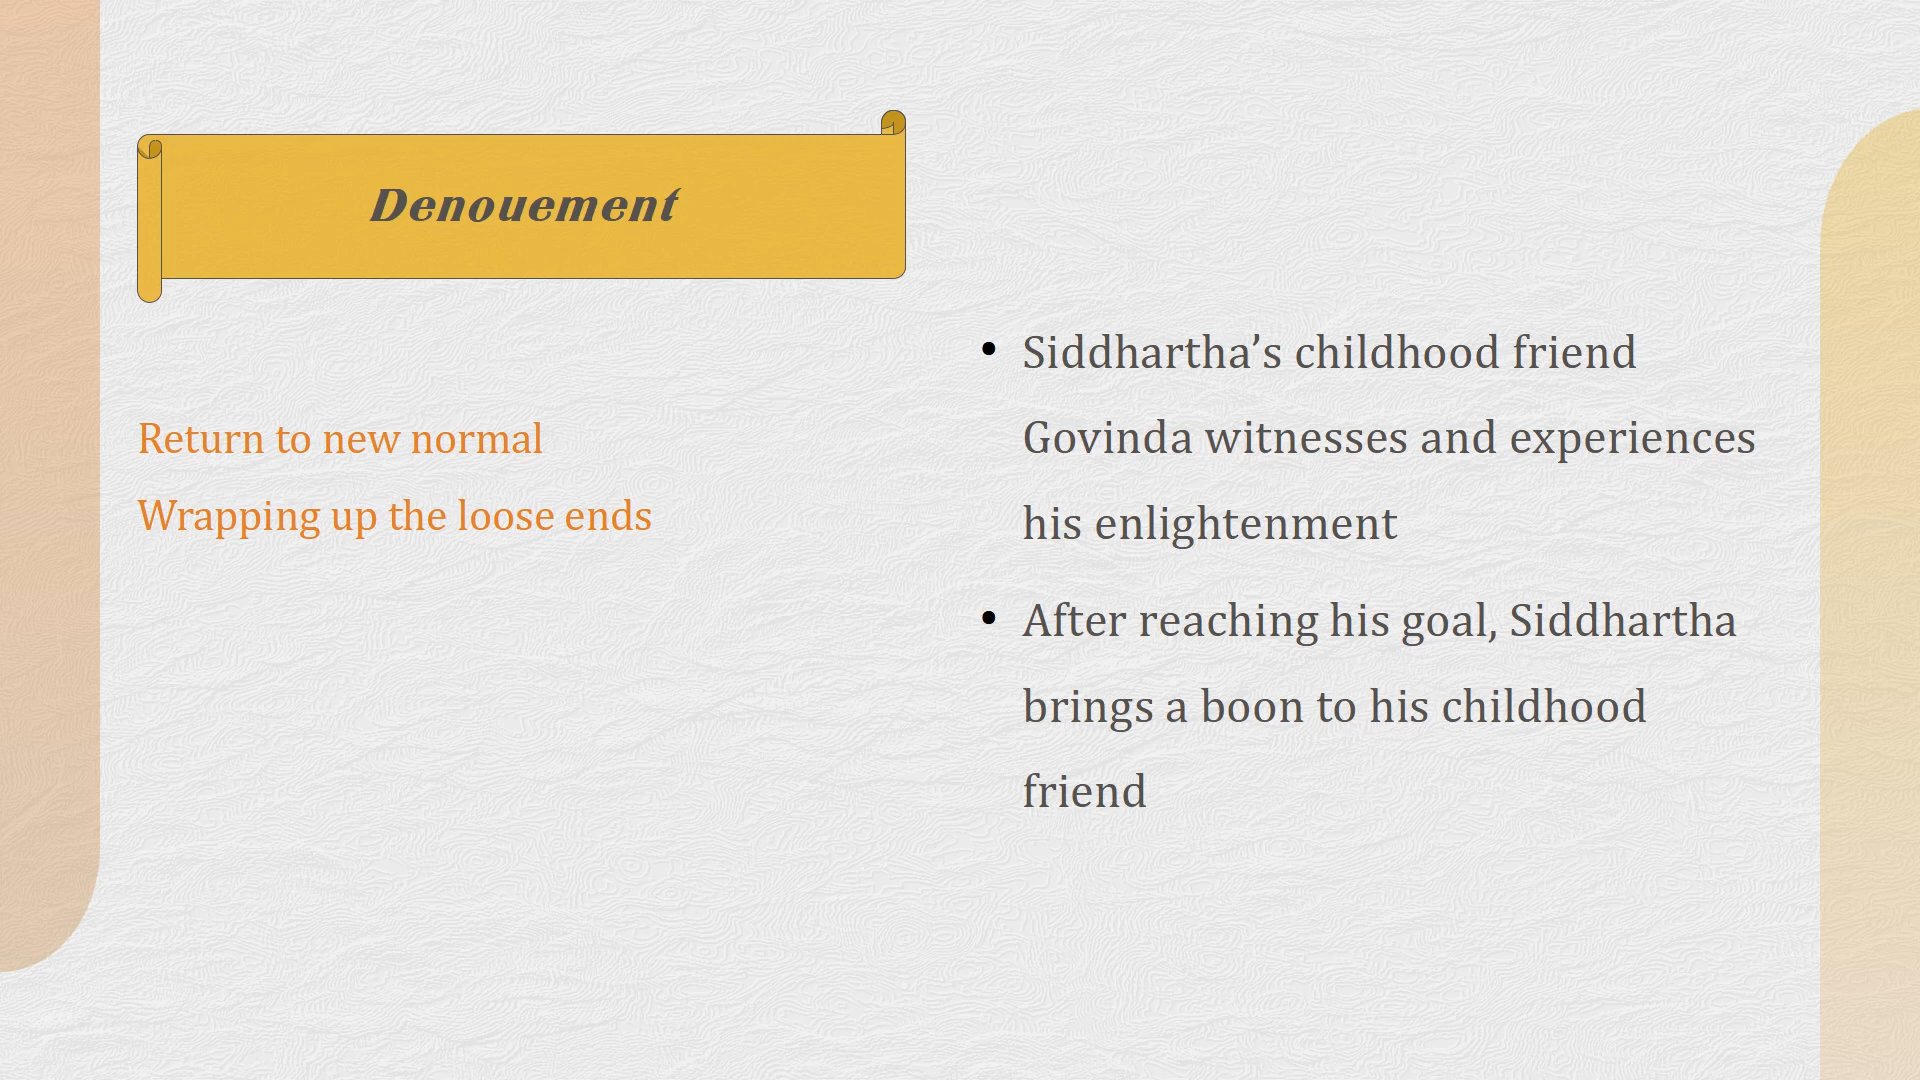 Denouement
Return to new normal
Wrapping up the loose ends
• Siddhartha’s childhood friend
Govinda witnesses and experiences
his enlightenment
• After reaching his goal, Siddhartha
brings a boon to his childhood
friend